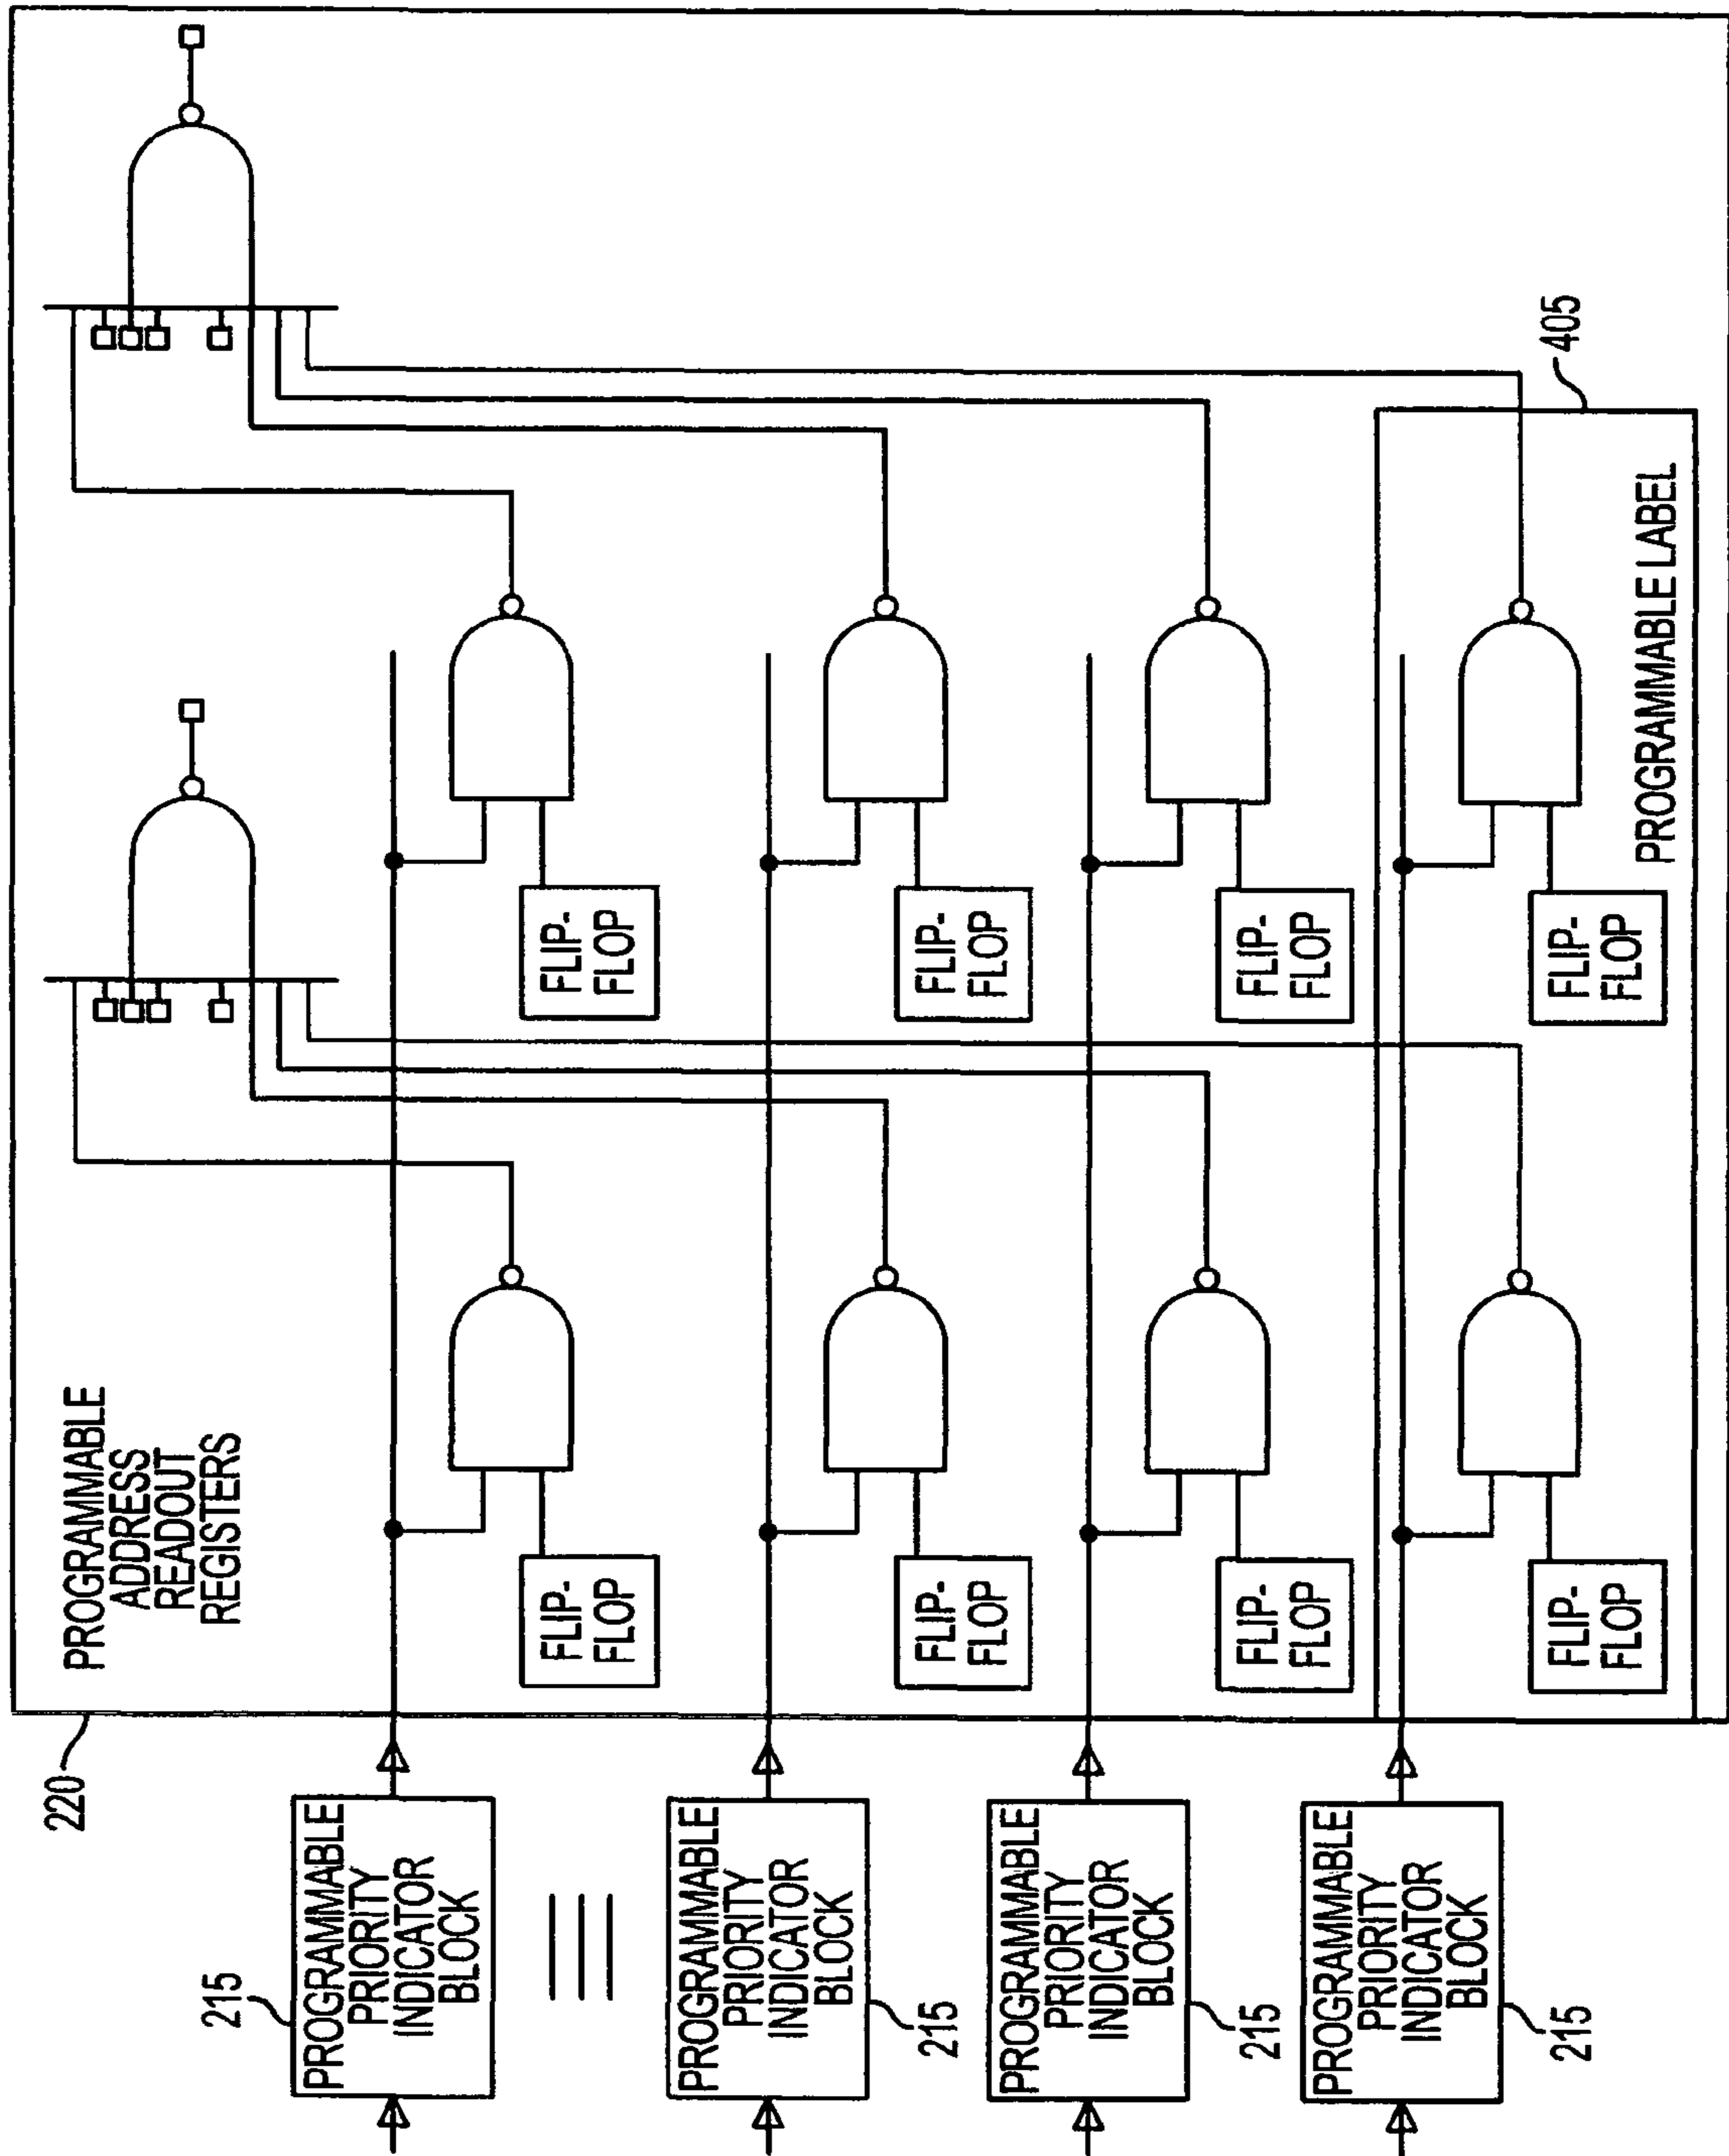 220
PROGRAMMABLE
ADDRESS
READOUT
REGISTERS
215
PROGRAMMABLE
PRIORITY
INDICATOR
BLOCK
FLIP-
FLOP
FLIP-
FLOP
PROGRAMMABLE
PRIORITY
INDICATOR
BLOCK
215
FLIP-
FLOP
FLIP-
FLOP
PROGRAMMABLE
PRIORITY
INDICATOR
BLOCK
215
FLIP-
FLOP
FLIP-
FLOP
405
PROGRAMMABLE
PRIORITY
INDICATOR
BLOCK
215
FLIP-
FLOP
FLIP-
FLOP
PROGRAMMABLE LABEL